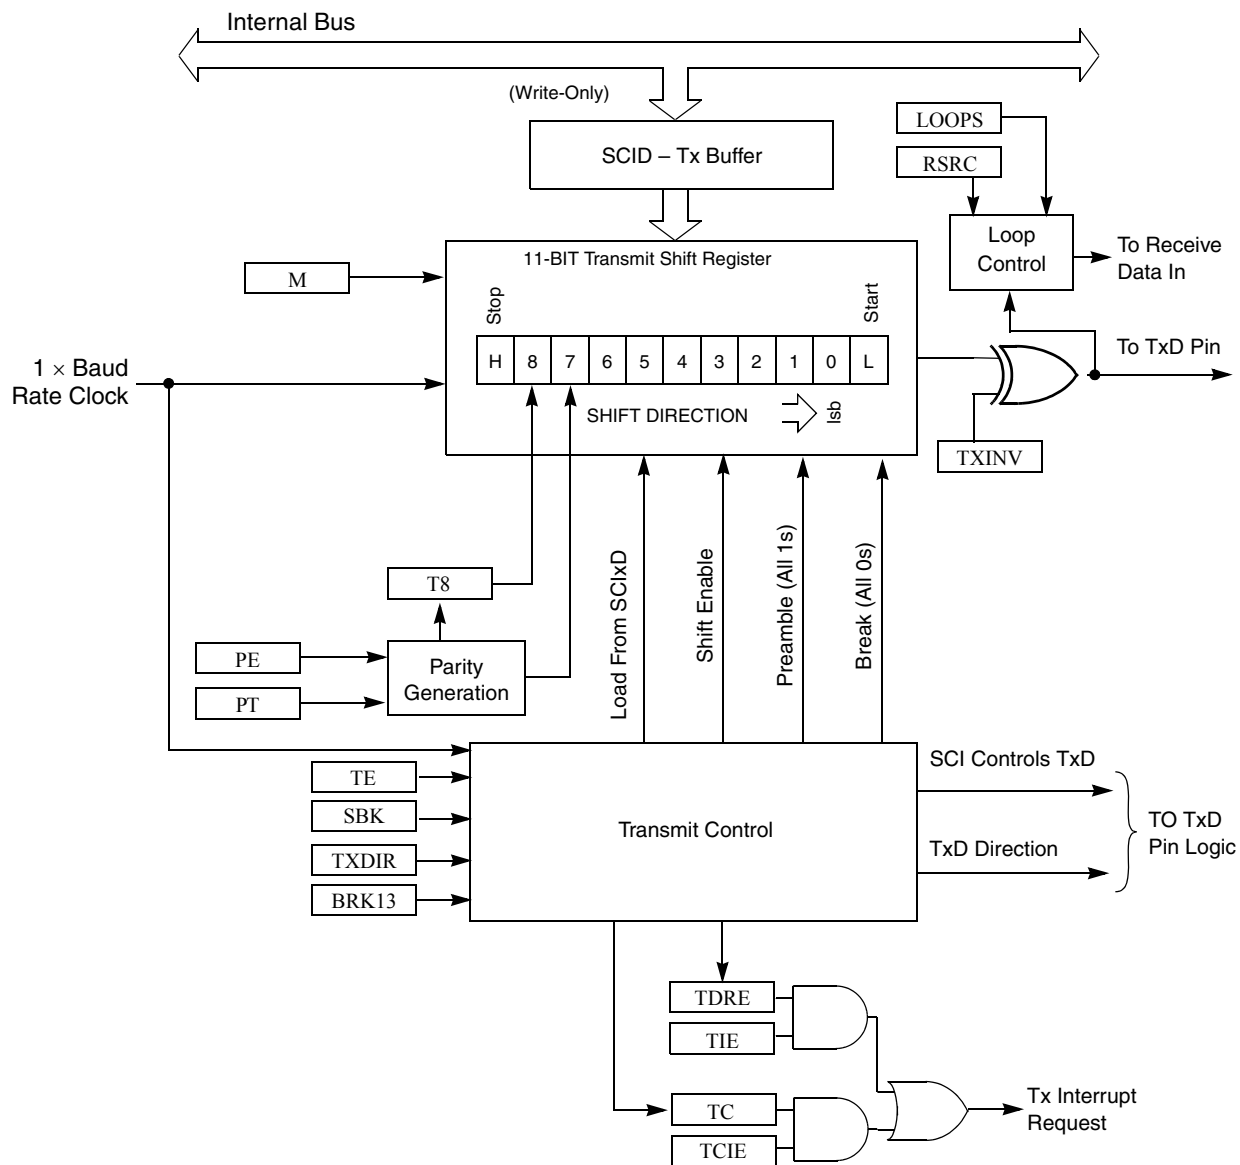 Internal Bus
(Write-Only)
LOOPS
SCID – Tx Buffer
RSRC
Loop
Control
To Receive
Data In
11-BIT Transmit Shift Register
M
Stop
Start
H 8 7 6 5 4 3 2 1 0 L
To TxD Pin
1 × Baud
Rate Clock
SHIFT DIRECTION
lsb
TXINV
Load From SCIxD
Shift Enable
Preamble (All 1s)
Break (All 0s)
T8
PE
PT
Parity
Generation
SCI Controls TxD
TE
SBK
TXDIR
BRK13
Transmit Control
TxD Direction
TO TxD
Pin Logic
TDRE
TIE
TC
TCIE
Tx Interrupt
Request